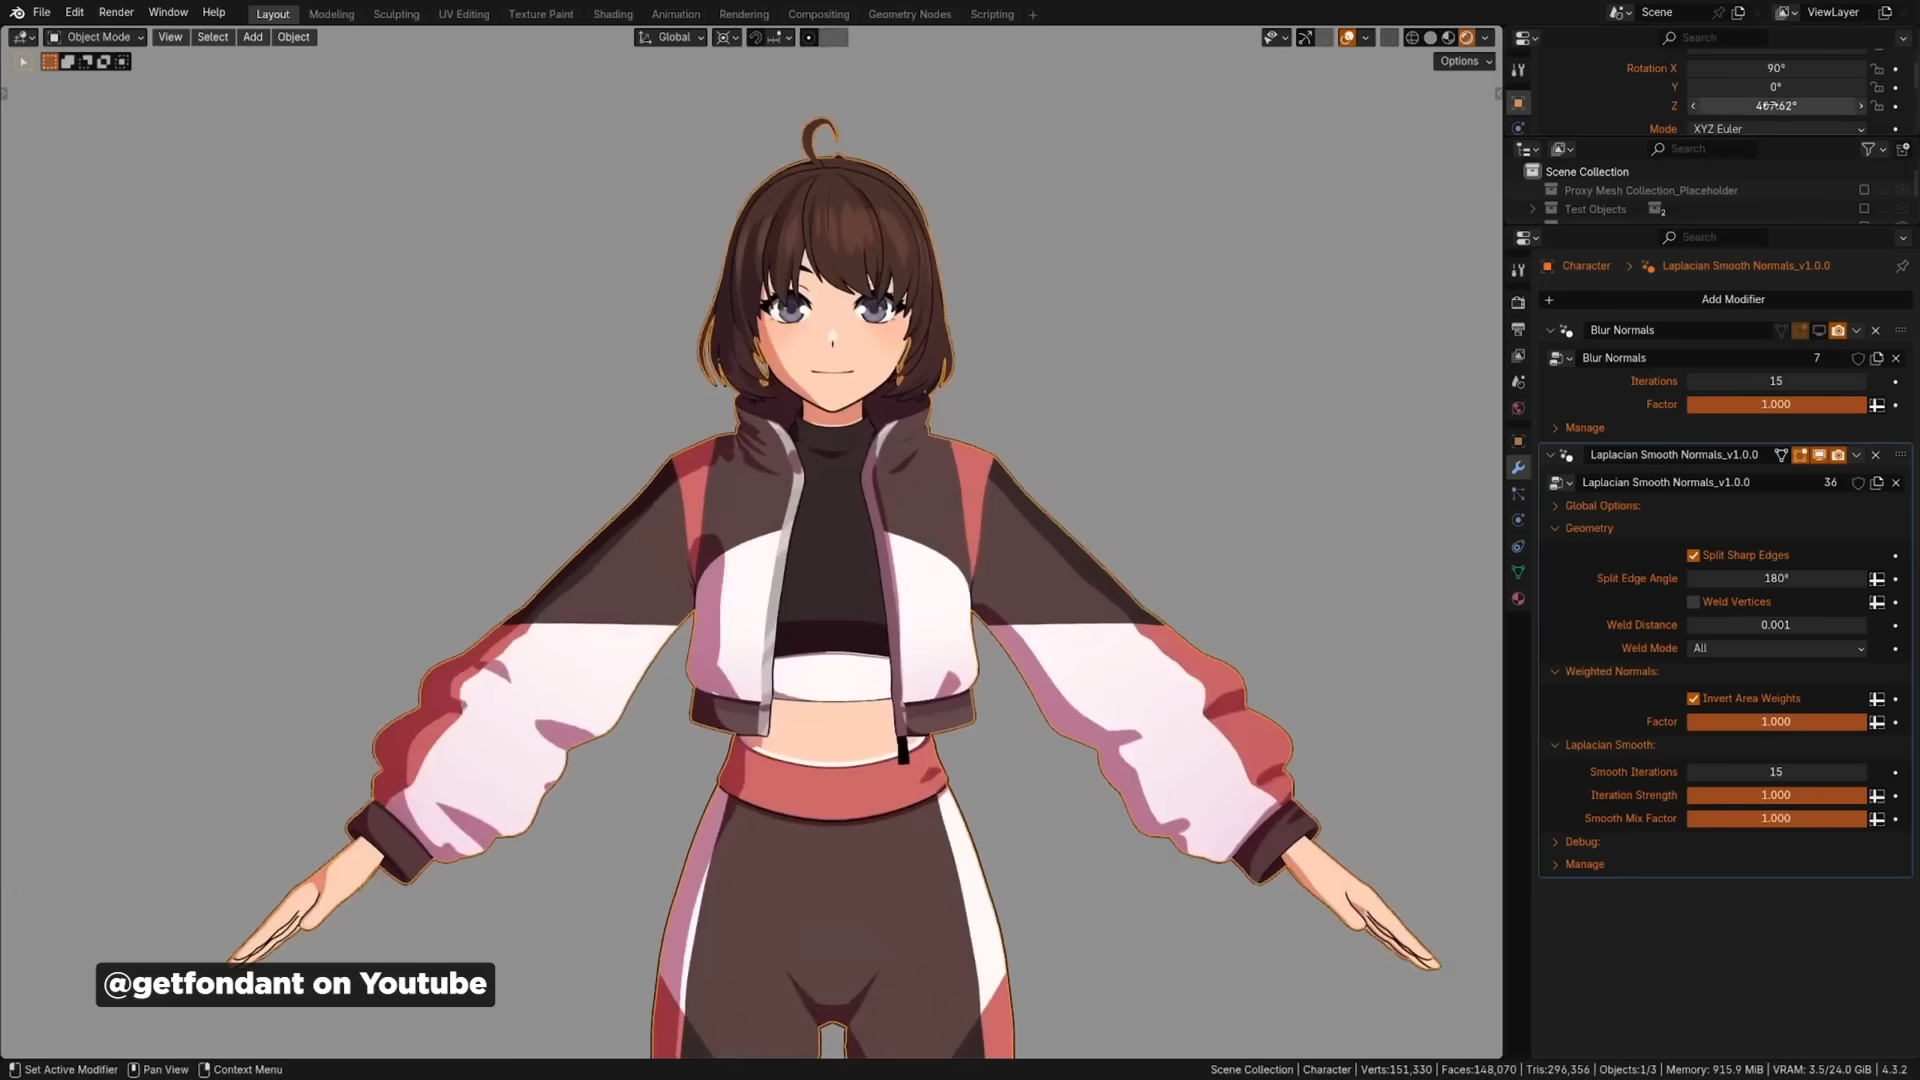 File Edit Render Window Help Layout Modeling Sculpting UV Editing Texture Paint Shading Animation Rendering Compositing Geometry Nodes Scripting + Scene ViewLayer
Object Mode View Select Add Object Global Search
Options
Rotation X 90°
Y 0°
Z
Mode XYZ Euler
Search
Scene Collection
Proxy Mesh Collection_Placeholder
Test Objects 2
Search
Character > Laplacian Smooth Normals_v1.0.0
+ Add Modifier
Blur Normals
Blur Normals 7
Iterations 15
Factor 1.000
Manage
Laplacian Smooth Normals_v1.0.0
Laplacian Smooth Normals_v1.0.0 36
Global Options:
Geometry
Split Sharp Edges
Split Edge Angle 180°
Weld Vertices
Weld Distance 0.001
Weld Mode All
Weighted Normals:
Invert Area Weights
Factor 1.000
Laplacian Smooth:
Smooth Iterations 15
Iteration Strength 1.000
Smooth Mix Factor 1.000
Debug:
Manage
@getfondant on Youtube
Set Active Modifier Pan View Context Menu Scene Collection | Character | Verts:151,330 | Faces:148,070 | Tris:296,356 | Objects:1/3 | Memory: 915.9 MiB | VRAM: 3.5/24.0 GiB | 4.3.2